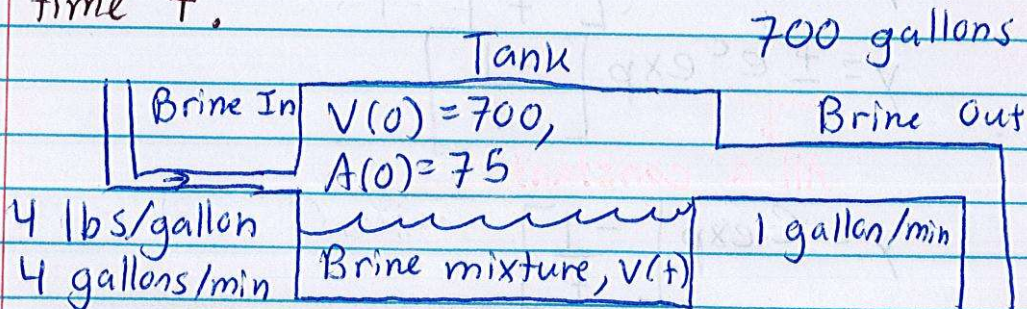 time t.
700 gallons
Tank
Brine In
V(0) = 700,
A(0) = 75
Brine Out
4 lbs/gallon
4 gallons/min
Brine mixture, V(t)
1 gallon/min